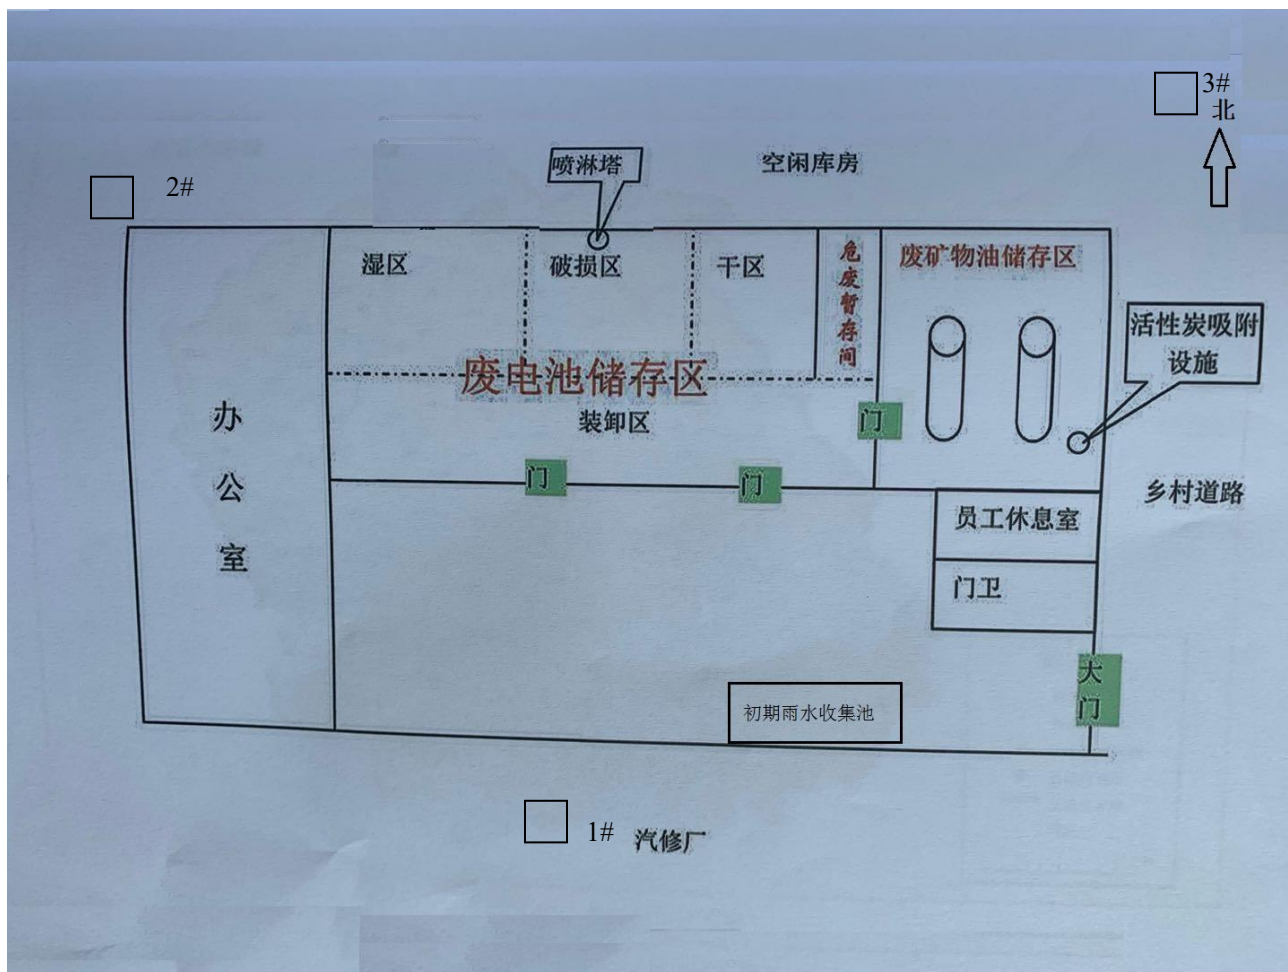 3#
北
喷淋塔
空闲库房
2#
湿区
破损区
干区
危废暂存间
废矿物油储存区
活性炭吸附
设施
废电池储存区
装卸区
门
办公室
门
门
乡村道路
员工休息室
门卫
大门
初期雨水收集池
1#
汽修厂